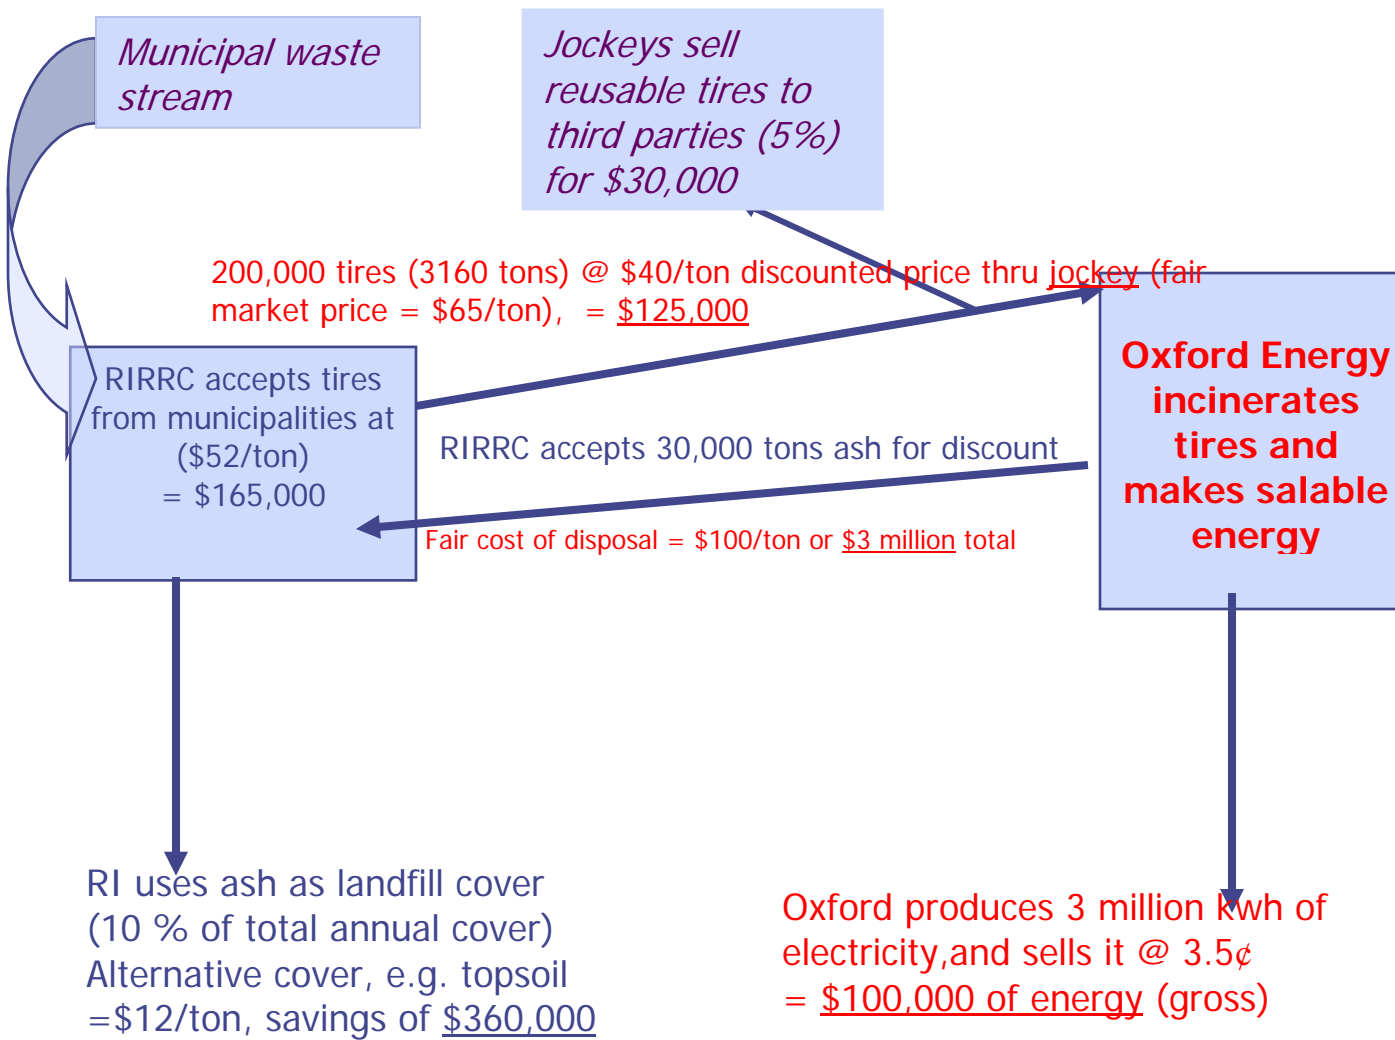 Municipal waste
stream
Jockeys sell
reusable tires to
third parties (5%)
for $30,000
200,000 tires (3160 tons) @ $40/ton discounted price thru jockey (fair
market price = $65/ton),  = $125,000
RIRRC accepts tires
from municipalities at
($52/ton)
= $165,000
RIRRC accepts 30,000 tons ash for discount
Fair cost of disposal = $100/ton or $3 million total
Oxford Energy
incinerates
tires and
makes salable
energy
RI uses ash as landfill cover
(10 % of total annual cover)
Alternative cover, e.g. topsoil
=$12/ton, savings of $360,000
Oxford produces 3 million kwh of
electricity,and sells it @ 3.5¢
= $100,000 of energy (gross)